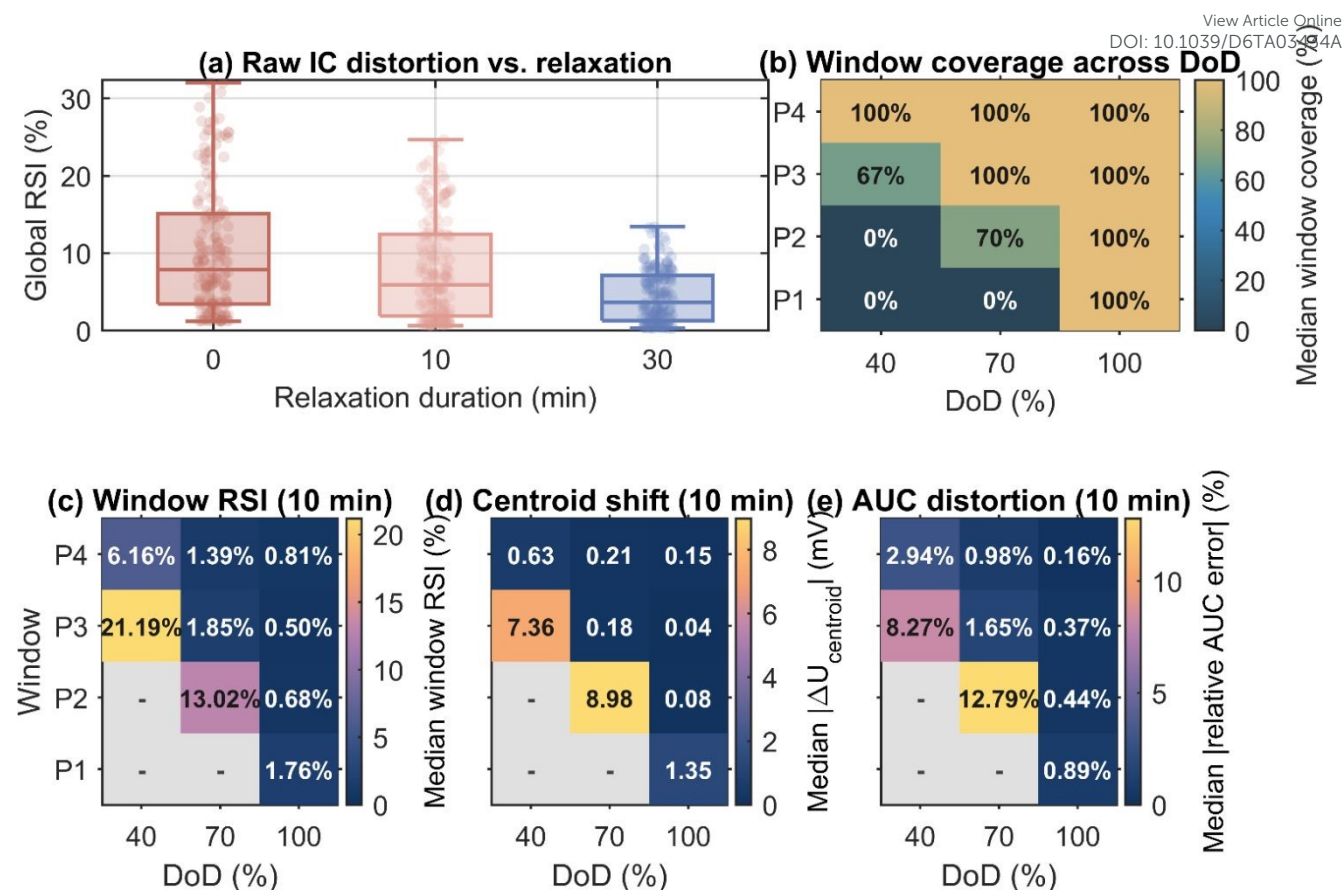 View Article Online
DOI: 10.1039/D6TA03
4A
(a) Raw IC distortion vs. relaxation
Global RSI (%)
30
20
10
0
0 10 30
Relaxation duration (min)
(b) Window coverage across DoD
P4 100% 100% 100%
P3 67% 100% 100%
P2 0% 70% 100%
P1 0% 0% 100%
40 70 100
DoD (%)
100
80
60
40
20
0
Median window coverage (%)
(c) Window RSI (10 min)
Window
P4 6.16% 1.39% 0.81%
P3 21.19% 1.85% 0.50%
P2 - 13.02% 0.68%
P1 - - 1.76%
40 70 100
DoD (%)
20
15
10
5
0
Median window RSI (%)
(d) Centroid shift (10 min)
0.63 0.21 0.15
7.36 0.18 0.04
- 8.98 0.08
- - 1.35
40 70 100
DoD (%)
8
6
4
2
0
Median |ΔU_centroid| (mV)
(e) AUC distortion (10 min)
2.94% 0.98% 0.16%
8.27% 1.65% 0.37%
- 12.79% 0.44%
- - 0.89%
40 70 100
DoD (%)
10
5
0
Median |relative AUC error| (%)